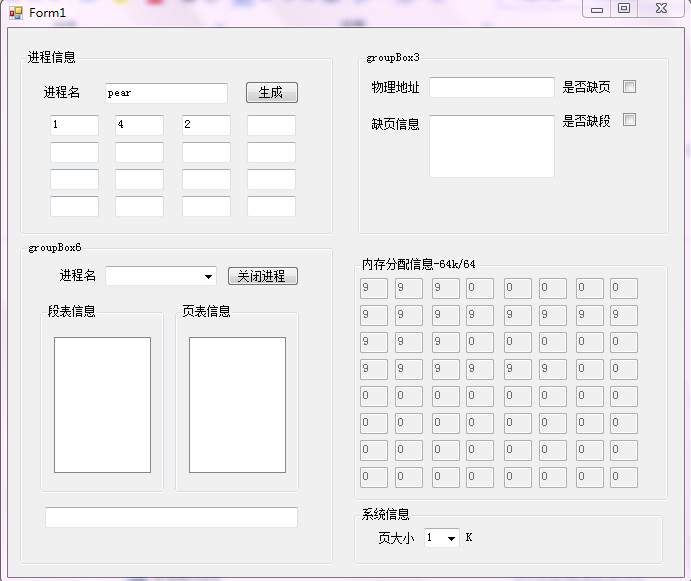 Form1
进程信息
进程名 pear 生成
1 4 2
groupBox3
物理地址 是否缺页
缺页信息 是否缺段
groupBox6
进程名 关闭进程
段表信息 页表信息
内存分配信息-64k/64
9 9 9 0 0 0 0 0
9 9 9 9 9 9 9 9
9 9 0 0 0 0 0 0
9 9 9 9 9 9 0 0
0 0 0 0 0 0 0 0
0 0 0 0 0 0 0 0
0 0 0 0 0 0 0 0
0 0 0 0 0 0 0 0
系统信息
页大小 1 K